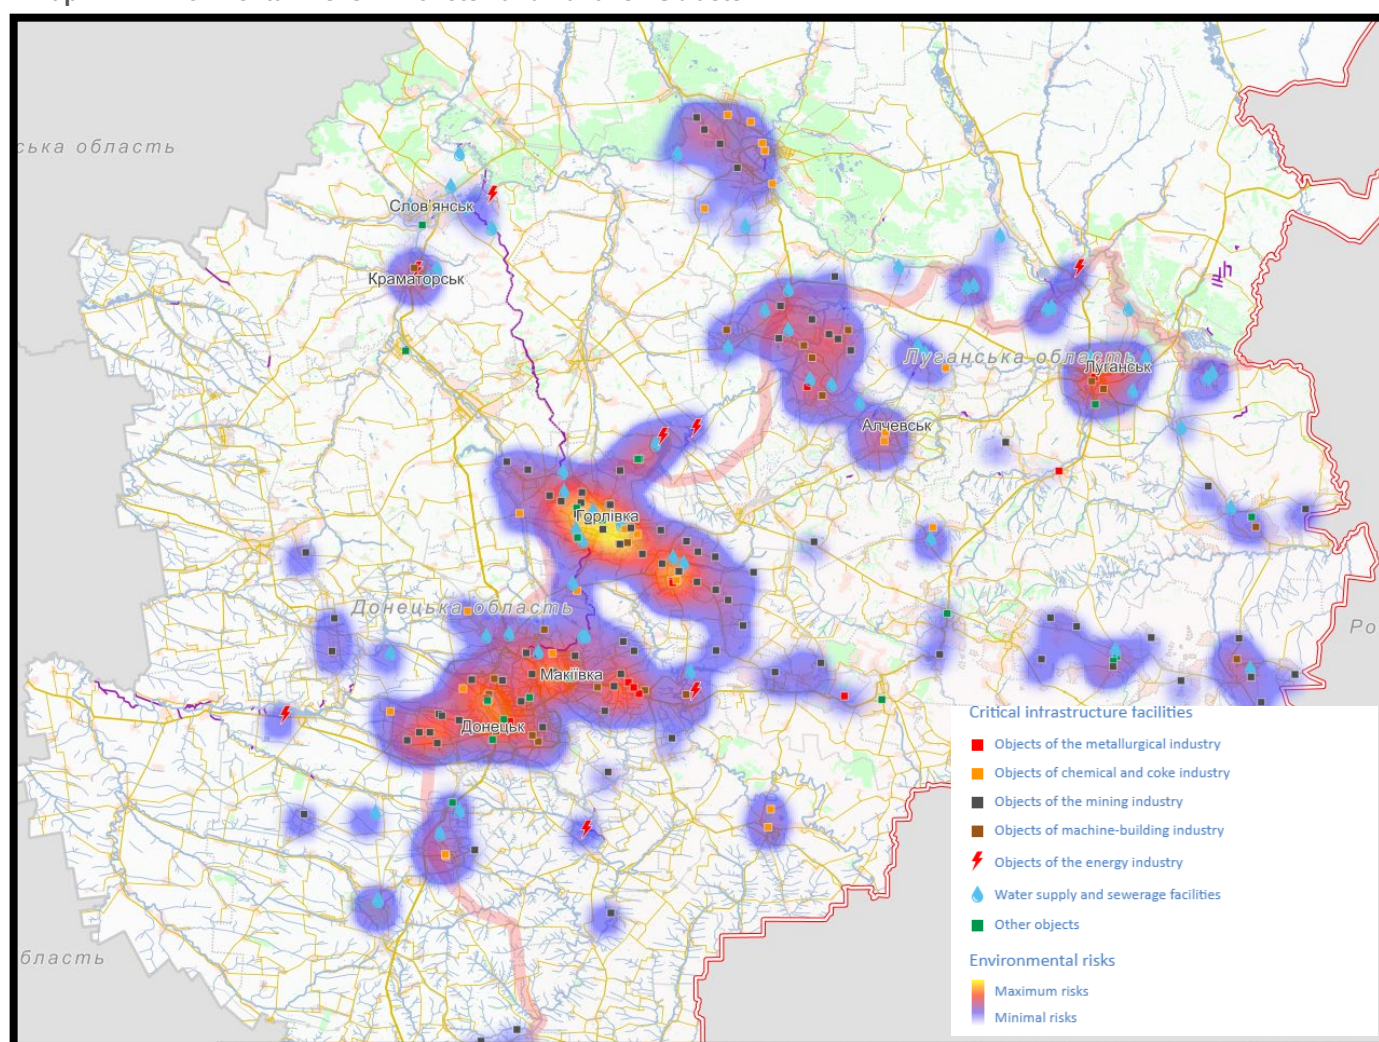 ська область
Слов'янськ
Краматорськ
Луганська область
Луганськ
Алчевськ
Горлівка
Донецька область
Ро
Макіївка
Донецьк
бласть
Critical infrastructure facilities
Objects of the metallurgical industry
Objects of chemical and coke industry
Objects of the mining industry
Objects of machine-building industry
Objects of the energy industry
Water supply and sewerage facilities
Other objects
Environmental risks
Maximum risks
Minimal risks